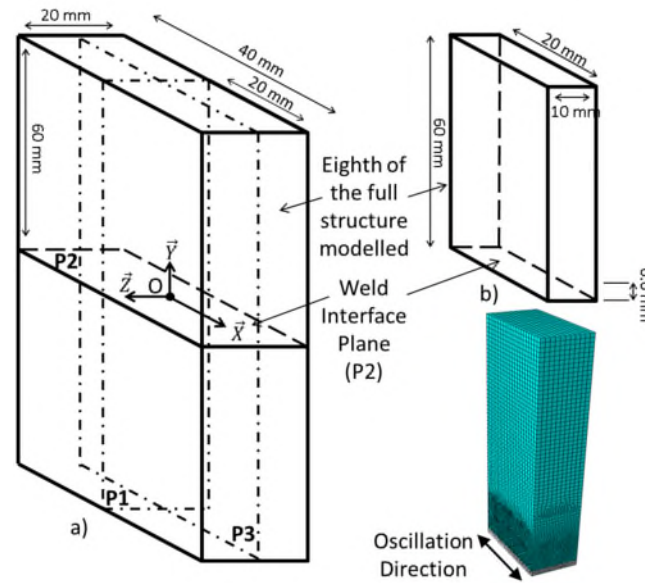 20 mm
40 mm
20 mm
60 mm
P2
Y
Z
O
X
P1
P3
a)
Eighth of
the full
structure
modelled
Weld
Interface
Plane
(P2)
20 mm
10 mm
60 mm
b)
mm
Oscillation
Direction